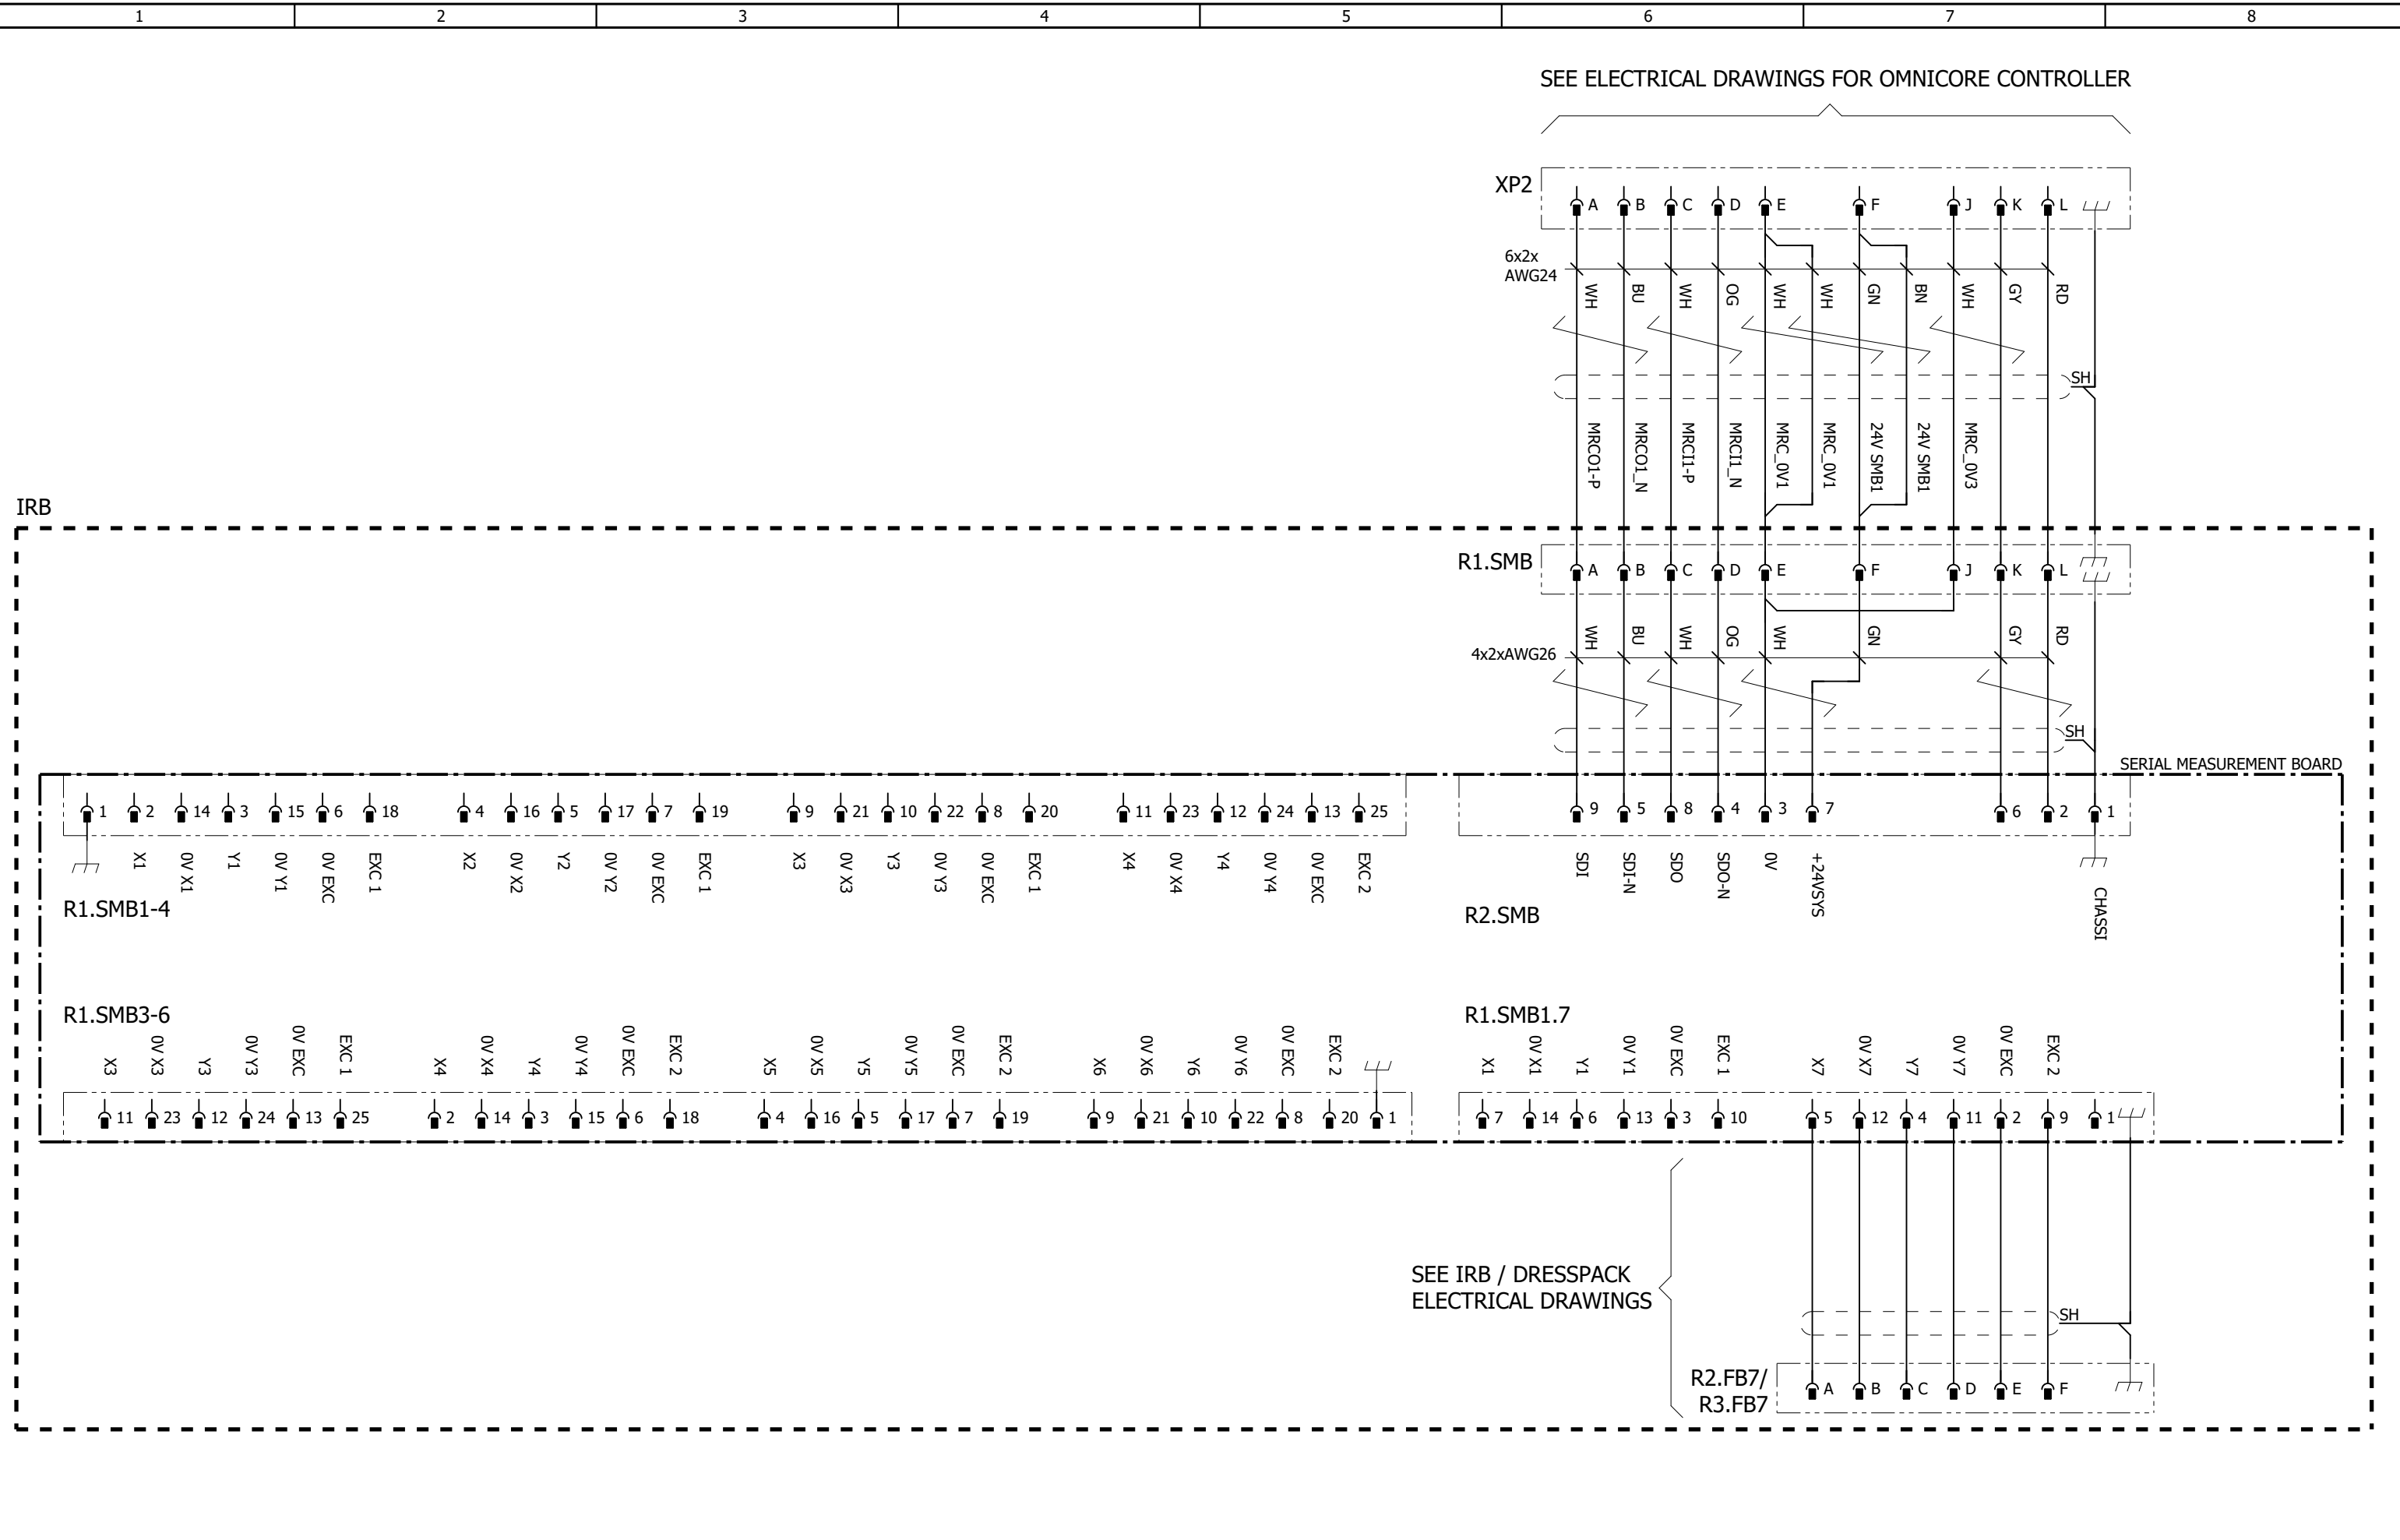 1 2 3 4 5 6 7 8
SEE ELECTRICAL DRAWINGS FOR OMNICORE CONTROLLER
XP2
A B C D E F J K L
6x2x
AWG24
WH BU WH OG WH WH GN BN WH GY RD
SH
MRCO1-P MRCO1_N MRCI1-P MRCI1_N MRC_0V1 MRC_0V1 24V SMB1 24V SMB1 MRC_0V3
IRB
R1.SMB
A B C D E F J K L
WH BU WH OG WH GN GY RD
4x2xAWG26
SH
SERIAL MEASUREMENT BOARD
1 2 14 3 15 6 18 4 16 5 17 7 19 9 21 10 22 8 20 11 23 12 24 13 25
9 5 8 4 3 7 6 2 1
X1 0V X1 Y1 0V Y1 0V EXC EXC 1 X2 0V X2 Y2 0V Y2 0V EXC EXC 1 X3 0V X3 Y3 0V Y3 0V EXC EXC 1 X4 0V X4 Y4 0V Y4 0V EXC EXC 2
SDI SDI-N SDO SDO-N 0V +24VSYS CHASSI
R1.SMB1-4
R2.SMB
R1.SMB3-6
R1.SMB1.7
X3 0V X3 Y3 0V Y3 0V EXC EXC 1 X4 0V X4 Y4 0V Y4 0V EXC EXC 2 X5 0V X5 Y5 0V Y5 0V EXC EXC 2 X6 0V X6 Y6 0V Y6 0V EXC EXC 2
X1 0V X1 Y1 0V Y1 0V EXC EXC 1 X7 0V X7 Y7 0V Y7 0V EXC EXC 2
11 23 12 24 13 25 2 14 3 15 6 18 4 16 5 17 7 19 9 21 10 22 8 20 1
7 14 6 13 3 10 5 12 4 11 2 9 1
SEE IRB / DRESSPACK
ELECTRICAL DRAWINGS
SH
R2.FB7/
R3.FB7
A B C D E F